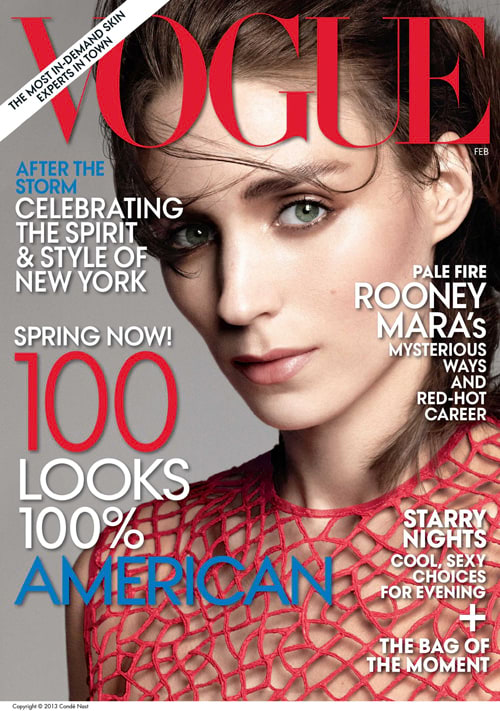 THE MOST IN-DEMAND SKIN
EXPERTS IN TOWN
VOGUE
FEB
AFTER THE
STORM
CELEBRATING
THE SPIRIT
& STYLE OF
NEW YORK
PALE FIRE
ROONEY
MARA's
MYSTERIOUS
WAYS
AND
RED-HOT
CAREER
SPRING NOW!
100
LOOKS
100%
AMERICAN
STARRY
NIGHTS
COOL, SEXY
CHOICES
FOR EVENING
+
THE BAG OF
THE MOMENT
Copyright © 2013 Condé Nast